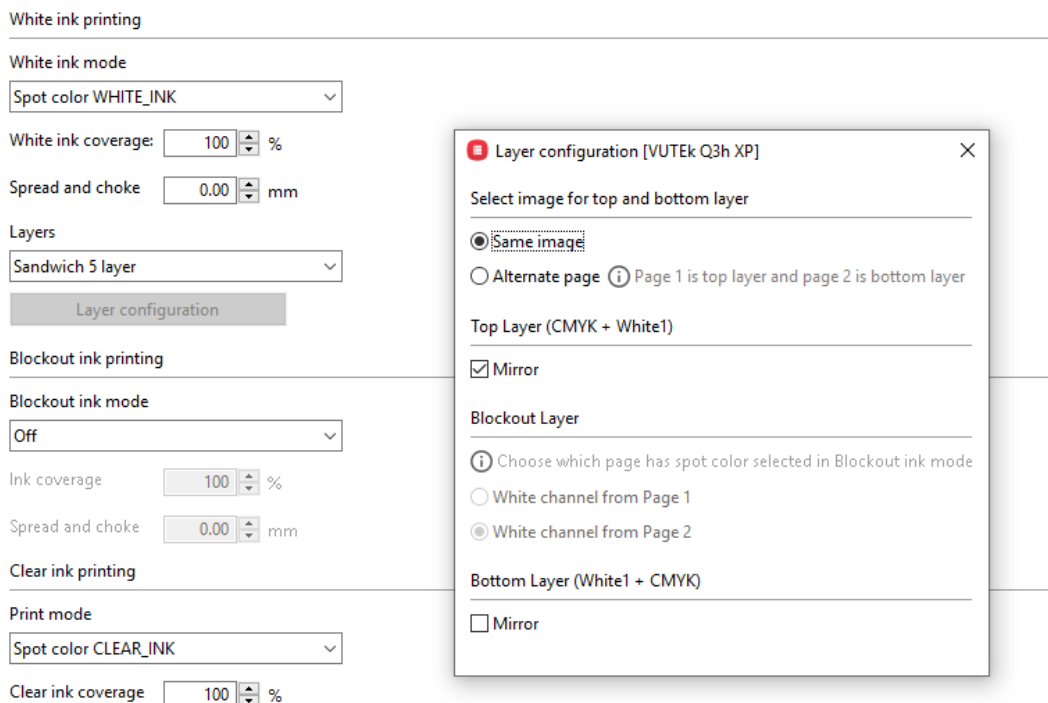 White ink printing
White ink mode
Spot color WHITE_INK
White ink coverage: 100 %
Spread and choke 0.00 mm
Layers
Sandwich 5 layer
Layer configuration
Blockout ink printing
Blockout ink mode
Off
Ink coverage 100 %
Spread and choke 0.00 mm
Clear ink printing
Print mode
Spot color CLEAR_INK
Clear ink coverage 100 %
Layer configuration [VUTEk Q3h XP]
Select image for top and bottom layer
Same image
Alternate page Page 1 is top layer and page 2 is bottom layer
Top Layer (CMYK + White1)
Mirror
Blockout Layer
Choose which page has spot color selected in Blockout ink mode
White channel from Page 1
White channel from Page 2
Bottom Layer (White1 + CMYK)
Mirror